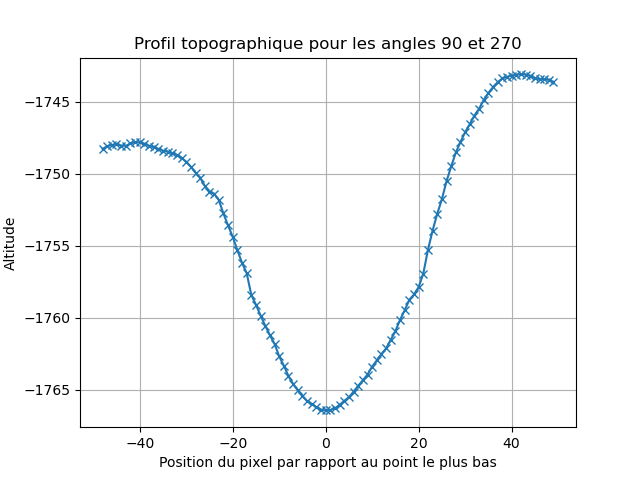 Profil topographique pour les angles 90 et 270
−1745
−1750
−1755
−1760
−1765
Altitude
−40 −20 0 20 40
Position du pixel par rapport au point le plus bas